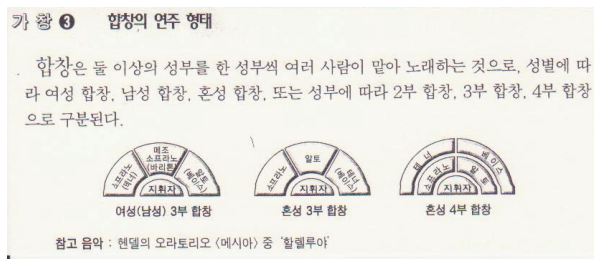 가 창 ❸ 합창의 연주 형태
합창은 둘 이상의 성부를 한 성부씩 여러 사람이 맡아 노래하는 것으로, 성별에 따
라 여성 합창, 남성 합창, 혼성 합창, 또는 성부에 따라 2부 합창, 3부 합창, 4부 합창
으로 구분된다.
소프라노
(테너)
메조
소프라노
(바리톤)
알토
(베이스)
지휘자
여성(남성) 3부 합창
소프라노
알토
테너
(베이스)
지휘자
혼성 3부 합창
테너
베이스
소프라노
알토
지휘자
혼성 4부 합창
참고 음악 : 헨델의 오라토리오 〈메시아〉 중 '할렐루야'